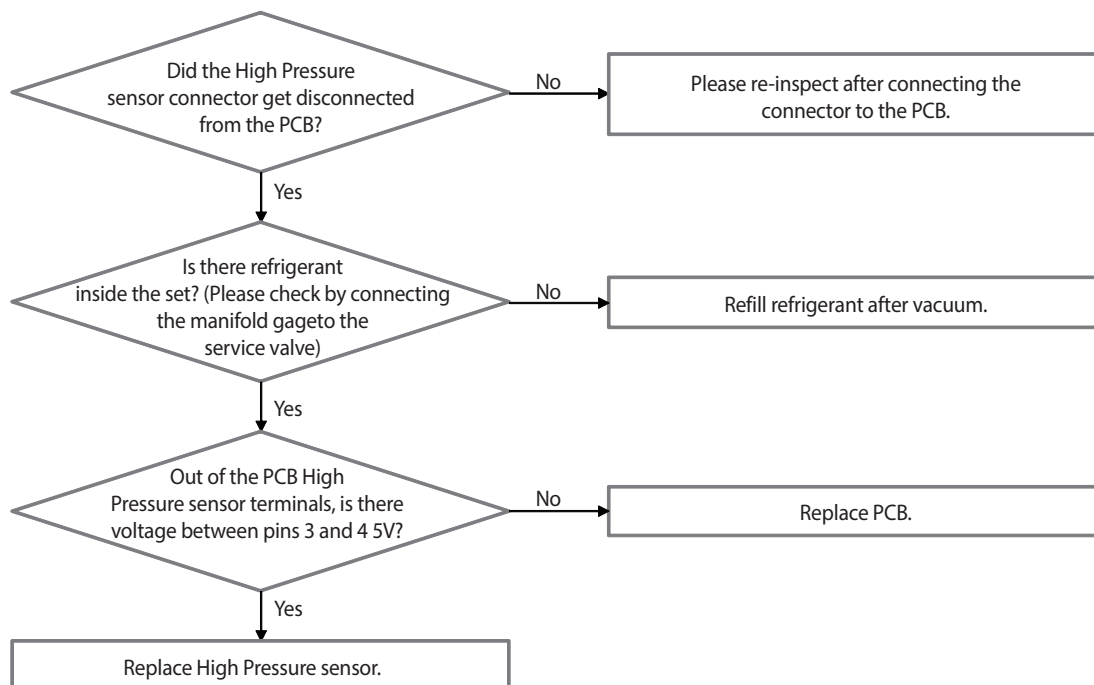 Did the High Pressure
sensor connector get disconnected
from the PCB?
No
Please re-inspect after connecting the
connector to the PCB.
Yes
Is there refrigerant
inside the set? (Please check by connecting
the manifold gageto the
service valve)
No
Refill refrigerant after vacuum.
Yes
Out of the PCB High
Pressure sensor terminals, is there
voltage between pins 3 and 4 5V?
No
Replace PCB.
Yes
Replace High Pressure sensor.